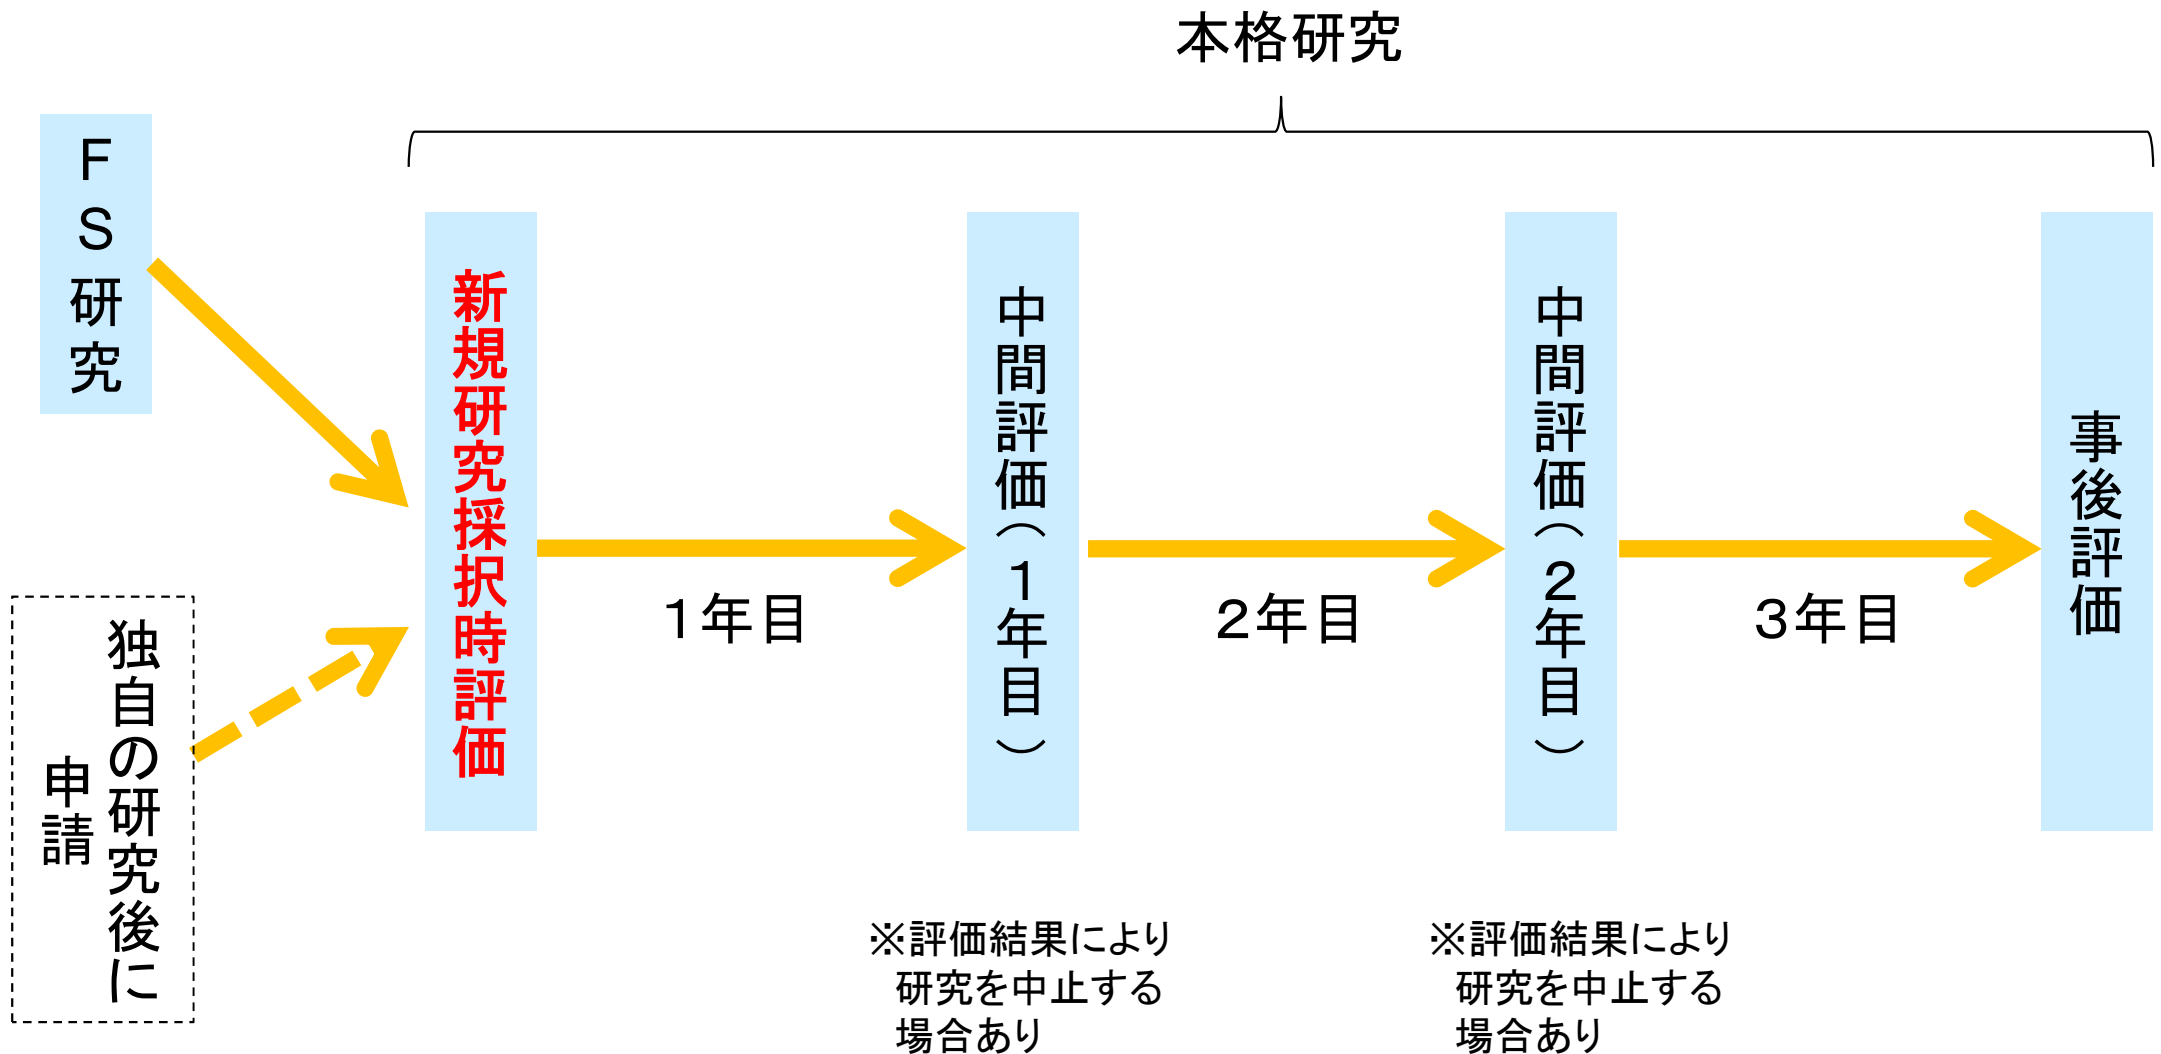 本格研究
FS研究
独自の研究後に
申請
新規研究採択時評価
1年目
中間評価(1年目)
2年目
中間評価(2年目)
3年目
事後評価
※評価結果により
研究を中止する
場合あり
※評価結果により
研究を中止する
場合あり